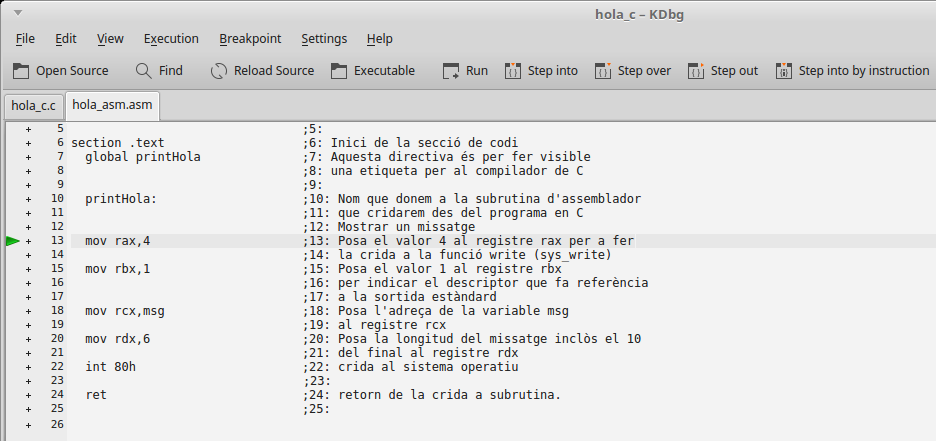 hola_c – KDbg
File Edit View Execution Breakpoint Settings Help
Open Source Find Reload Source Executable Run Step into Step over Step out Step into by instruction
hola_c.c hola_asm.asm
+ 5 ;5:
+ 6 section .text ;6: Inici de la secció de codi
+ 7 global printHola ;7: Aquesta directiva és per fer visible
+ 8 ;8: una etiqueta per al compilador de C
+ 9 ;9:
+ 10 printHola: ;10: Nom que donem a la subrutina d'assemblador
+ 11 ;11: que cridarem des del programa en C
+ 12 ;12: Mostrar un missatge
+ 13 mov rax,4 ;13: Posa el valor 4 al registre rax per a fer
+ 14 ;14: la crida a la funció write (sys_write)
+ 15 mov rbx,1 ;15: Posa el valor 1 al registre rbx
+ 16 ;16: per indicar el descriptor que fa referència
+ 17 ;17: a la sortida estàndard
+ 18 mov rcx,msg ;18: Posa l'adreça de la variable msg
+ 19 ;19: al registre rcx
+ 20 mov rdx,6 ;20: Posa la longitud del missatge inclòs el 10
+ 21 ;21: del final al registre rdx
+ 22 int 80h ;22: crida al sistema operatiu
+ 23 ;23:
+ 24 ret ;24: retorn de la crida a subrutina.
+ 25 ;25:
+ 26